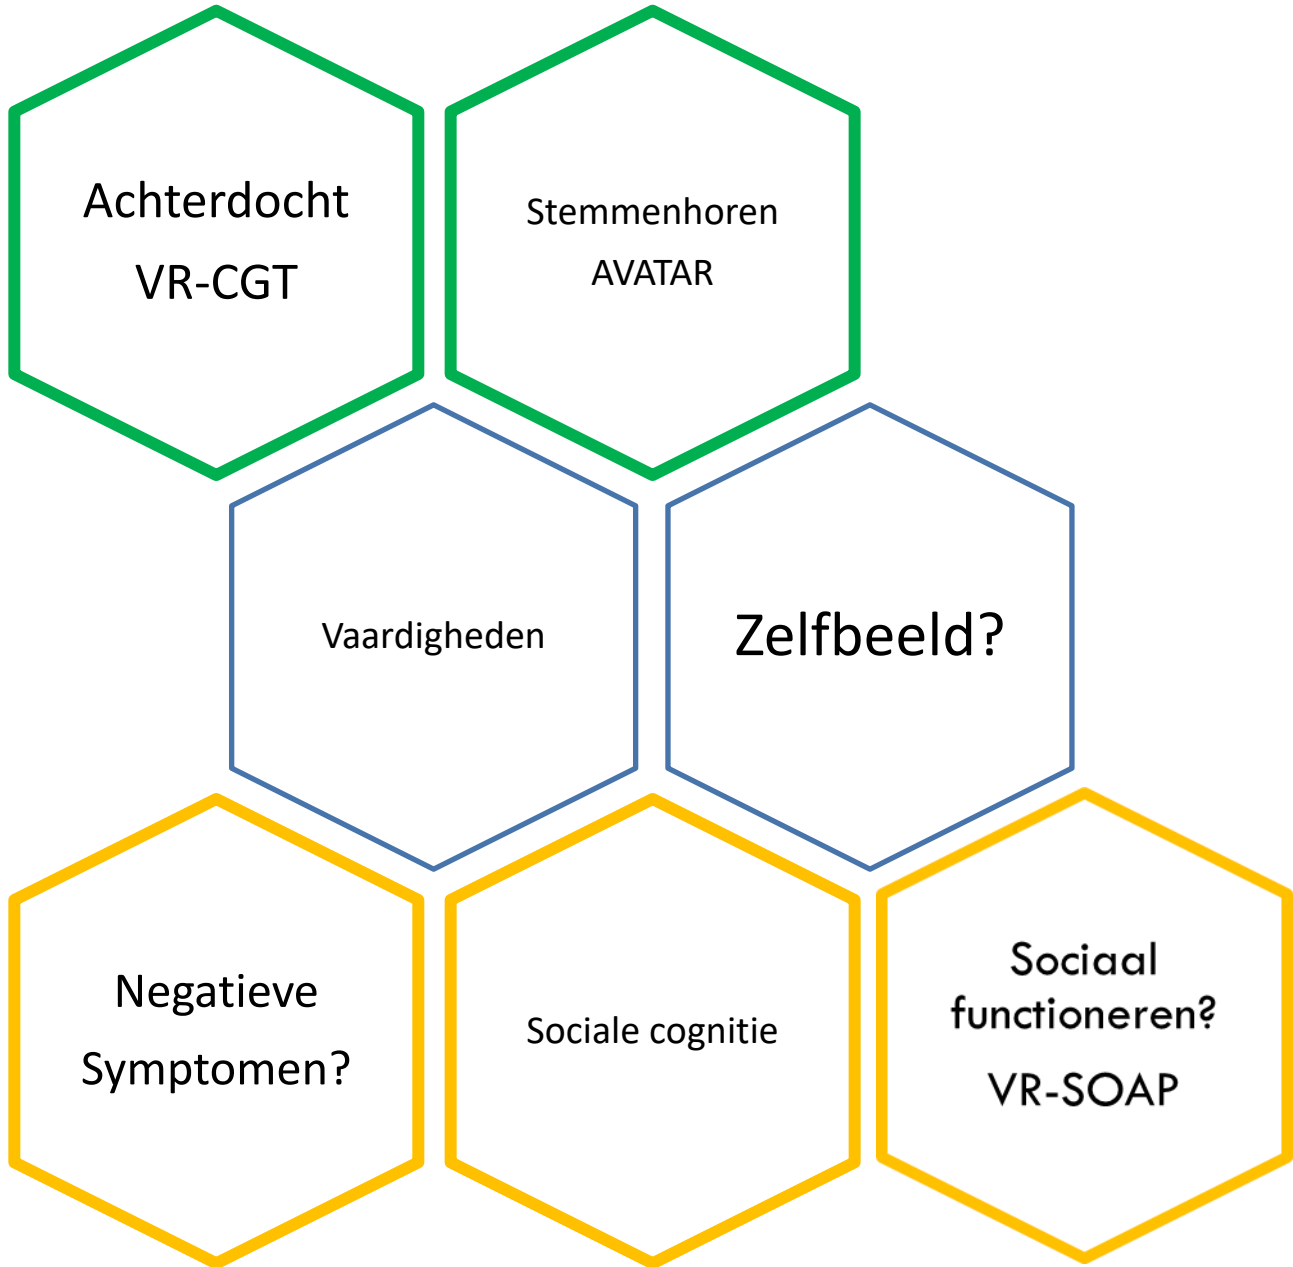 Achterdocht
VR-CGT
Stemmenhoren
AVATAR
Vaardigheden
Zelfbeeld?
Negatieve
Symptomen?
Sociale cognitie
Sociaal
functioneren?
VR-SOAP